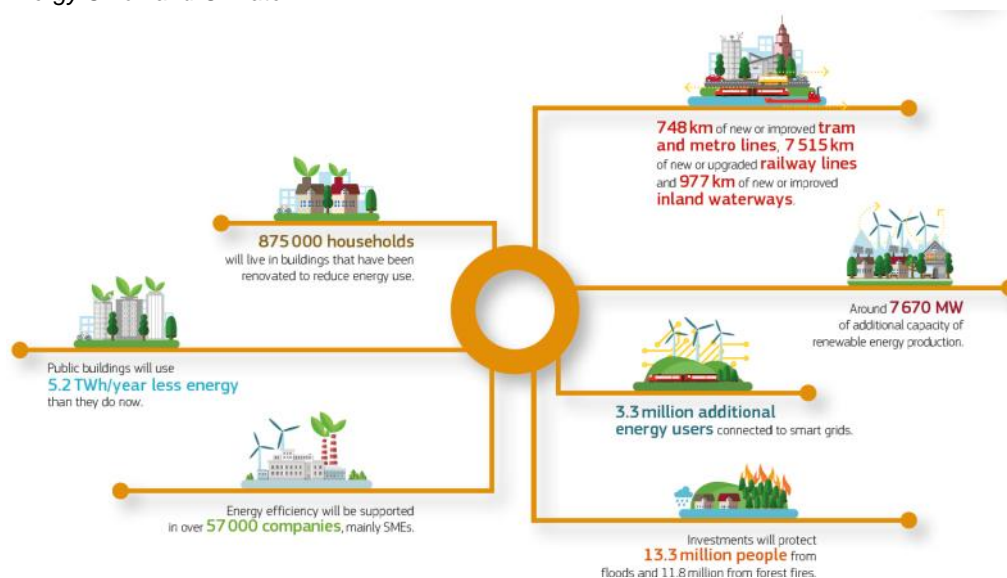 748 km of new or improved tram
and metro lines, 7 515 km
of new or upgraded railway lines
and 977 km of new or improved
inland waterways.
875 000 households
will live in buildings that have been
renovated to reduce energy use.
Around 7 670 MW
of additional capacity of
renewable energy production.
Public buildings will use
5.2 TWh/year less energy
than they do now.
3.3 million additional
energy users connected to smart grids.
Energy efficiency will be supported
in over 57 000 companies, mainly SMEs.
Investments will protect
13.3 million people from
floods and 11.8 million from forest fires.